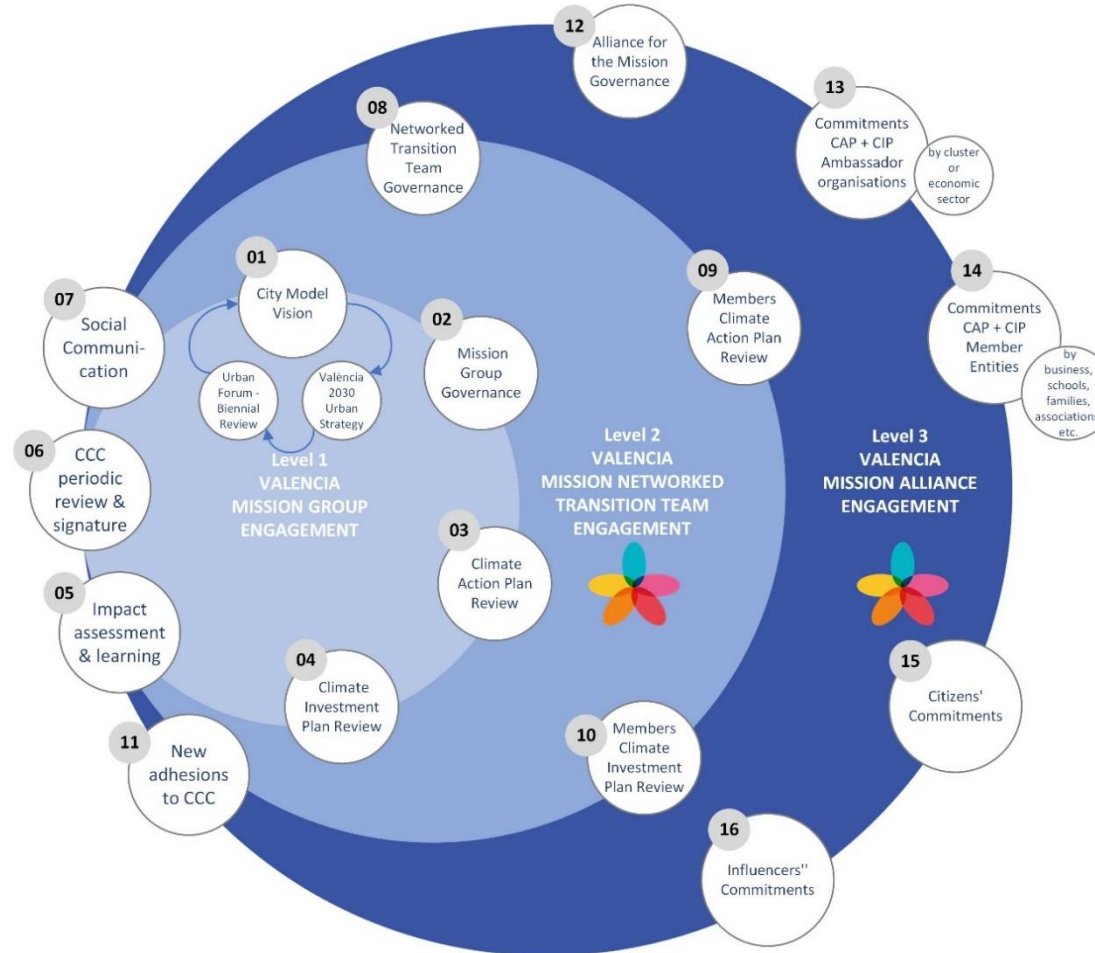 01
City Model
Vision
Urban
Forum -
Biennial
Review
València
2030
Urban
Strategy
02
Mission
Group
Governance
03
Climate
Action Plan
Review
04
Climate
Investment
Plan Review
05
Impact
assessment
& learning
06
CCC
periodic
review &
signature
07
Social
Communi-
cation
08
Networked
Transition
Team
Governance
09
Members
Climate
Action Plan
Review
10
Members
Climate
Investment
Plan Review
11
New
adhesions
to CCC
12
Alliance for
the Mission
Governance
13
Commitments
CAP + CIP
Ambassador
organisations
by cluster
or
economic
sector
14
Commitments
CAP + CIP
Member
Entities
by
business,
schools,
families,
associations
etc.
15
Citizens'
Commitments
16
Influencers''
Commitments
Level 1
VALENCIA
MISSION GROUP
ENGAGEMENT
Level 2
VALENCIA
MISSION NETWORKED
TRANSITION TEAM
ENGAGEMENT
Level 3
VALENCIA
MISSION ALLIANCE
ENGAGEMENT